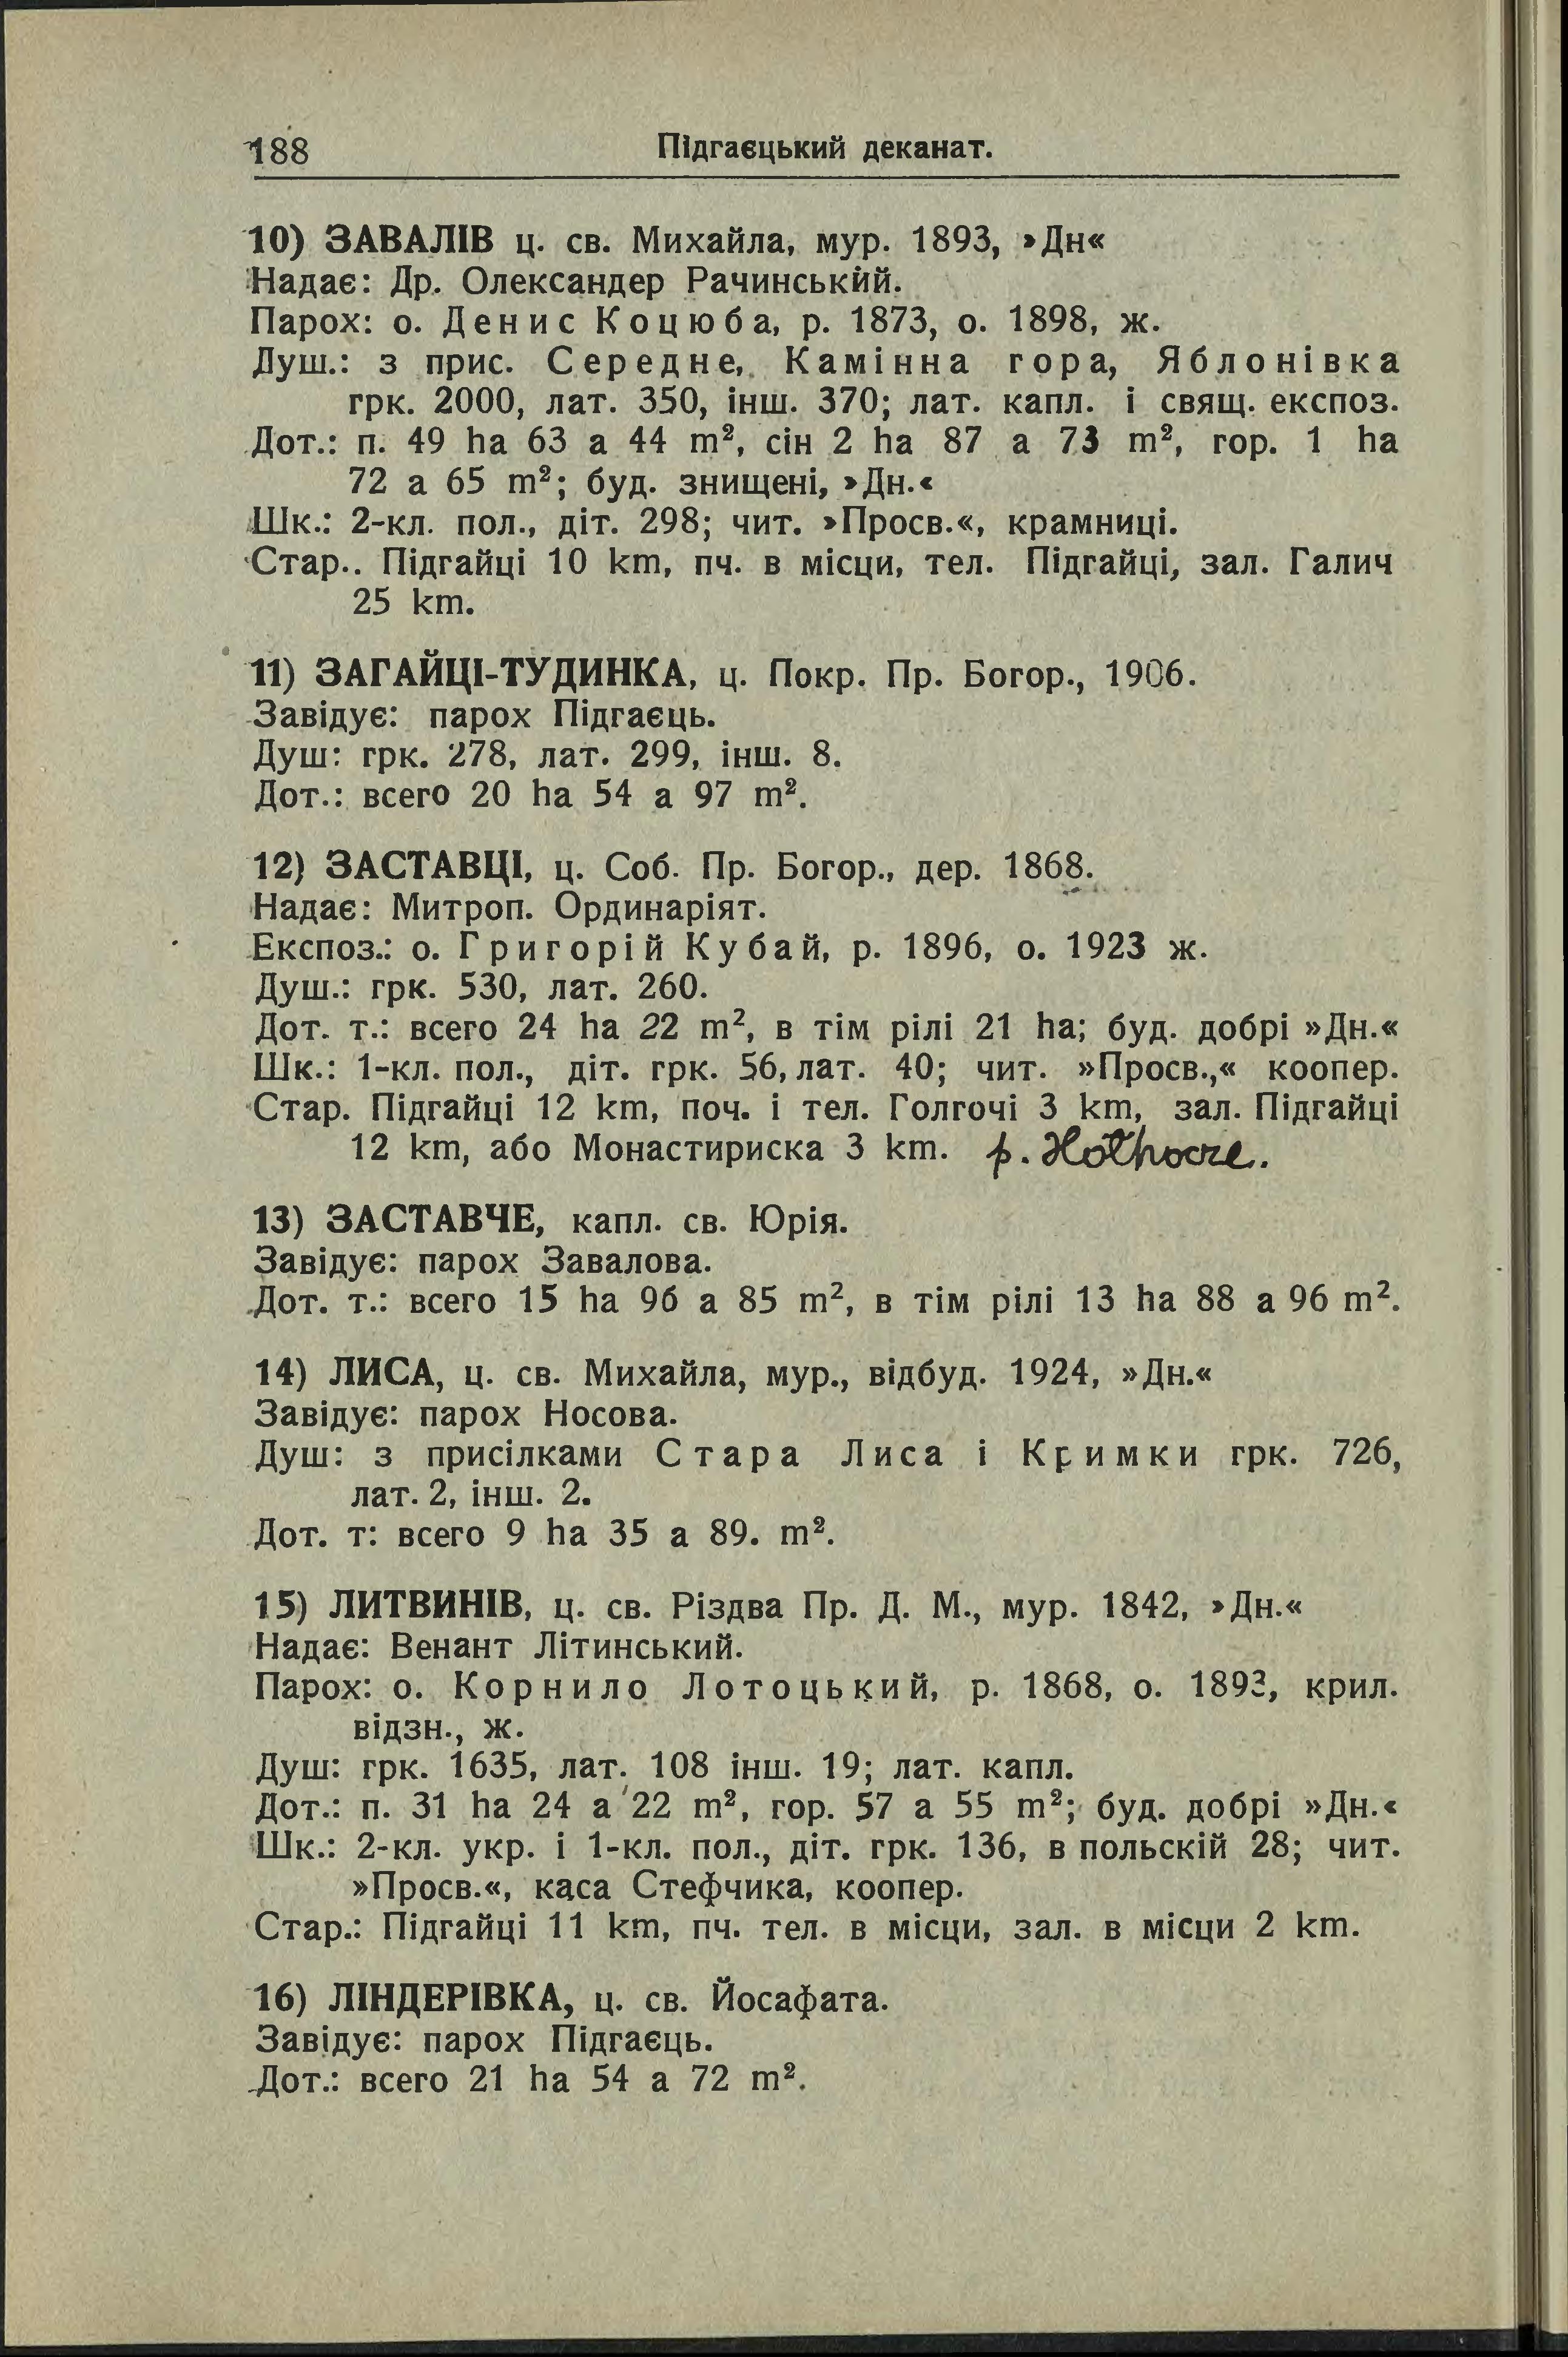 188 Підгаєцький деканат.
10) ЗАВАЛІВ ц. св. Михайла, мур. 1893, »Дн«
Надає: Др. Олександер Рачинський.
Парох: о. Денис Коцюба, р. 1873, о. 1898, ж.
Душ.: з прис. Середне, Камінна гора, Яблонівка
грк. 2000, лат. 350, інш. 370; лат. капл. і свящ. експоз.
Дот.: п. 49 ha 63 a 44 m², сін 2 ha 87 a 73 m², гор. 1 ha
72 a 65 m²; буд. знищені, »Дн.«
Шк.: 2-кл. пол., діт. 298; чит. »Просв.«, крамниці.
Стар.. Підгайці 10 km, пч. в місци, тел. Підгайці, зал. Галич
25 km.
11) ЗАГАЙЦІ-ТУДИНКА, ц. Покр. Пр. Богор., 1906.
Завідує: парох Підгаєць.
Душ: грк. 278, лат. 299, інш. 8.
Дот.: всего 20 ha 54 a 97 m².
12) ЗАСТАВЦІ, ц. Соб. Пр. Богор., дер. 1868.
Надає: Митроп. Ординаріят.
Експоз.: о. Григорій Кубай, р. 1896, о. 1923 ж.
Душ.: грк. 530, лат. 260.
Дот. т.: всего 24 ha 22 m², в тім рілі 21 ha; буд. добрі »Дн.«
Шк.: 1-кл. пол., діт. грк. 56, лат. 40; чит. »Просв.,« коопер.
Стар. Підгайці 12 km, поч. і тел. Голгочі 3 km, зал. Підгайці
12 km, або Монастириска 3 km. p.
13) ЗАСТАВЧЕ, капл. св. Юрія.
Завідує: парох Завалова.
Дот. т.: всего 15 ha 96 a 85 m², в тім рілі 13 ha 88 a 96 m².
14) ЛИСА, ц. св. Михайла, мур., відбуд. 1924, »Дн.«
Завідує: парох Носова.
Душ: з присілками Стара Лиса і Кримки грк. 726,
лат. 2, інш. 2.
Дот. т: всего 9 ha 35 a 89. m².
15) ЛИТВИНІВ, ц. св. Різдва Пр. Д. М., мур. 1842, »Дн.«
Надає: Венант Літинський.
Парох: о. Корнило Лотоцький, р. 1868, о. 1893, крил.
відзн., ж.
Душ: грк. 1635, лат. 108 інш. 19; лат. капл.
Дот.: п. 31 ha 24 a 22 m², гор. 57 a 55 m²; буд. добрі »Дн.«
Шк.: 2-кл. укр. і 1-кл. пол., діт. грк. 136, в польскій 28; чит.
»Просв.«, каса Стефчика, коопер.
Стар.: Підгайці 11 km, пч. тел. в місци, зал. в місци 2 km.
16) ЛІНДЕРІВКА, ц. св. Йосафата.
Завідує: парох Підгаєць.
Дот.: всего 21 ha 54 a 72 m².